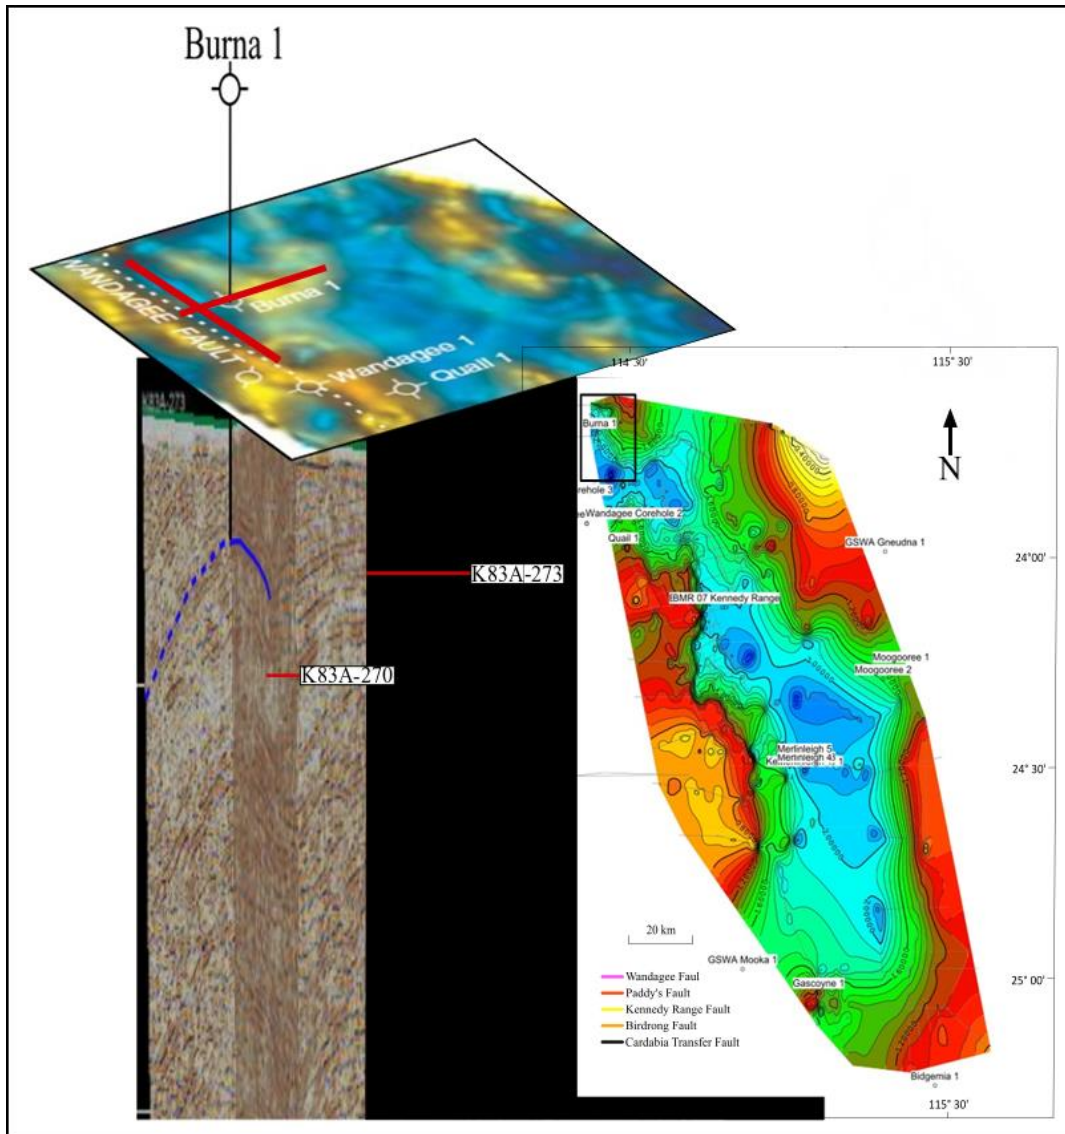 Burna 1
WANDAGEE FAULT
Burna 1
Wandagee 1
Quail 1
K83A-273
K83A-273
K83A-270
114° 30'
115° 30'
N
Burna 1
rehole 3
Wandagee Corehole 2
Quail 1
GSWA Gneudna 1
24° 00'
BMR 07 Kennedy Range
Moogooree 1
Moogooree 2
Merlinleigh 5
24° 30'
20 km
GSWA Mooka 1
Gascoyne 1
25° 00'
Wandagee Faul
Paddy's Fault
Kennedy Range Fault
Birdrong Fault
Cardabia Transfer Fault
Bidgemia 1
115° 30'